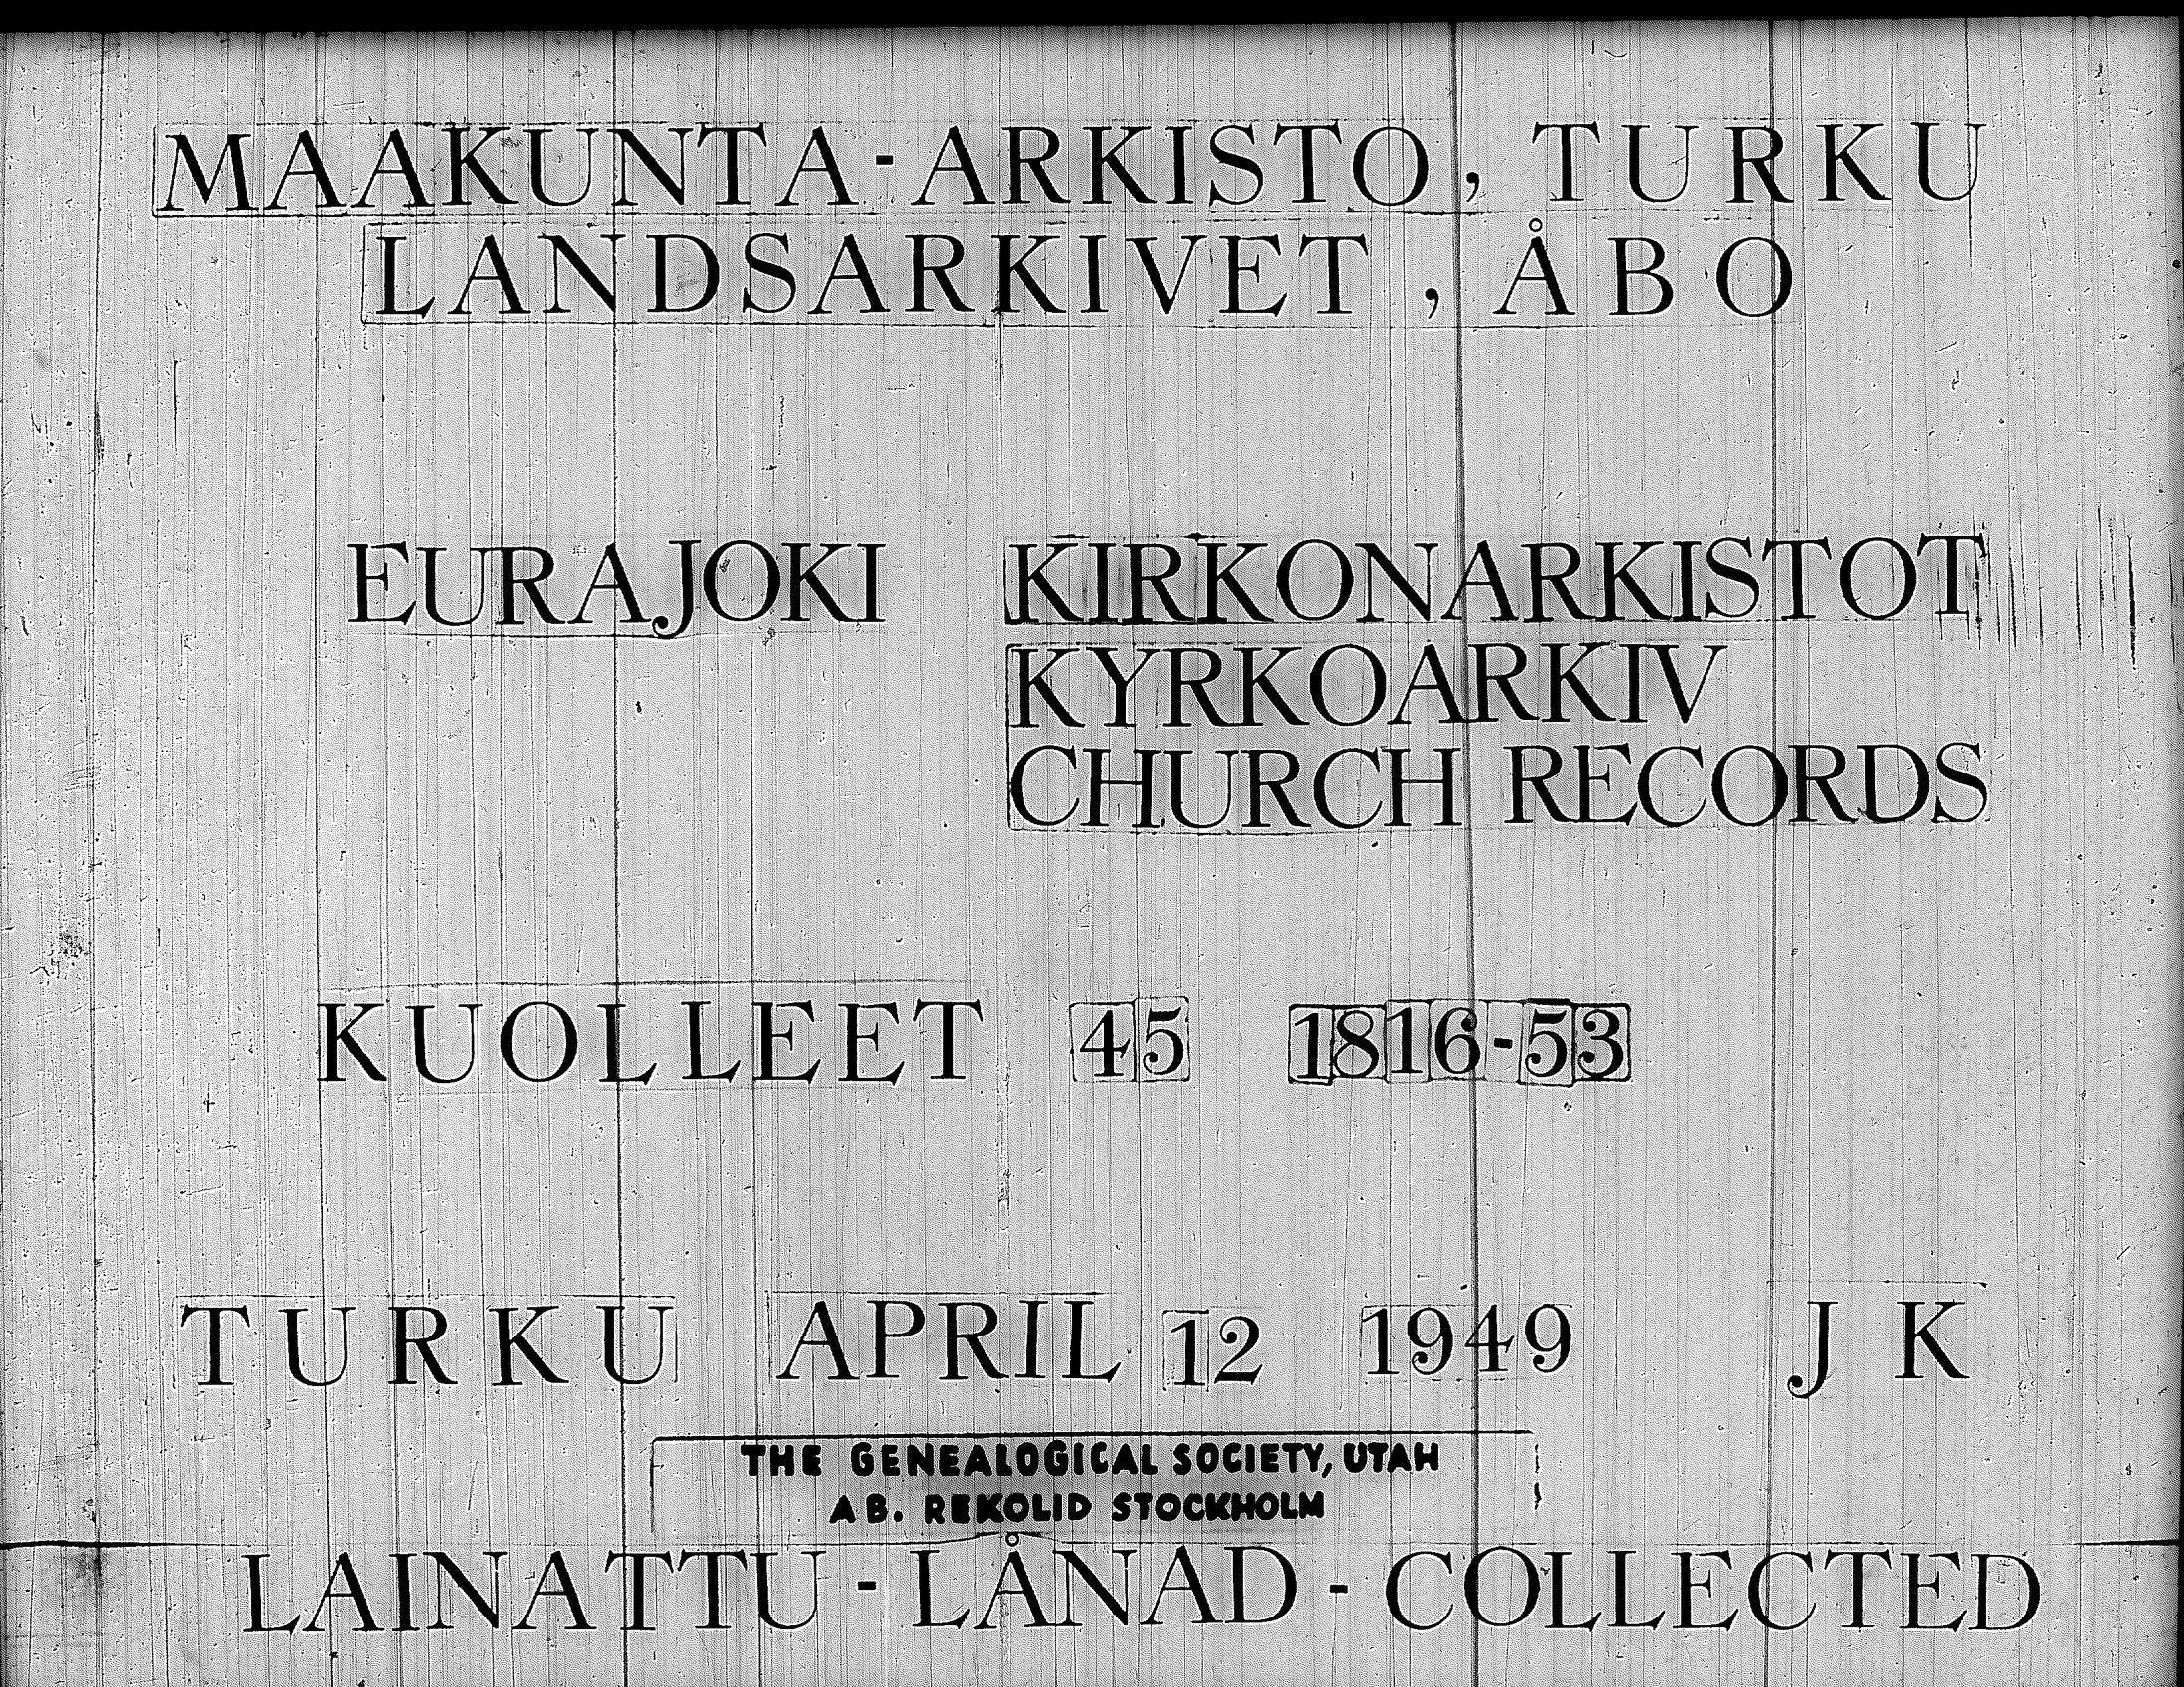 MAAKUNTA-ARKISTO, TURKU
LANDSARKIVET, ÅBO
EURAJOKI KIRKONARKISTOT
KYRKOARKIV
CHURCH RECORDS
KUOLLEET 45 1816-53
TURKU APRIL 12 1949 J K
THE GENEALOGICAL SOCIETY, UTAH
AB. REKOLID STOCKHOLM
LAINATTU - LÅNAD - COLLECTED